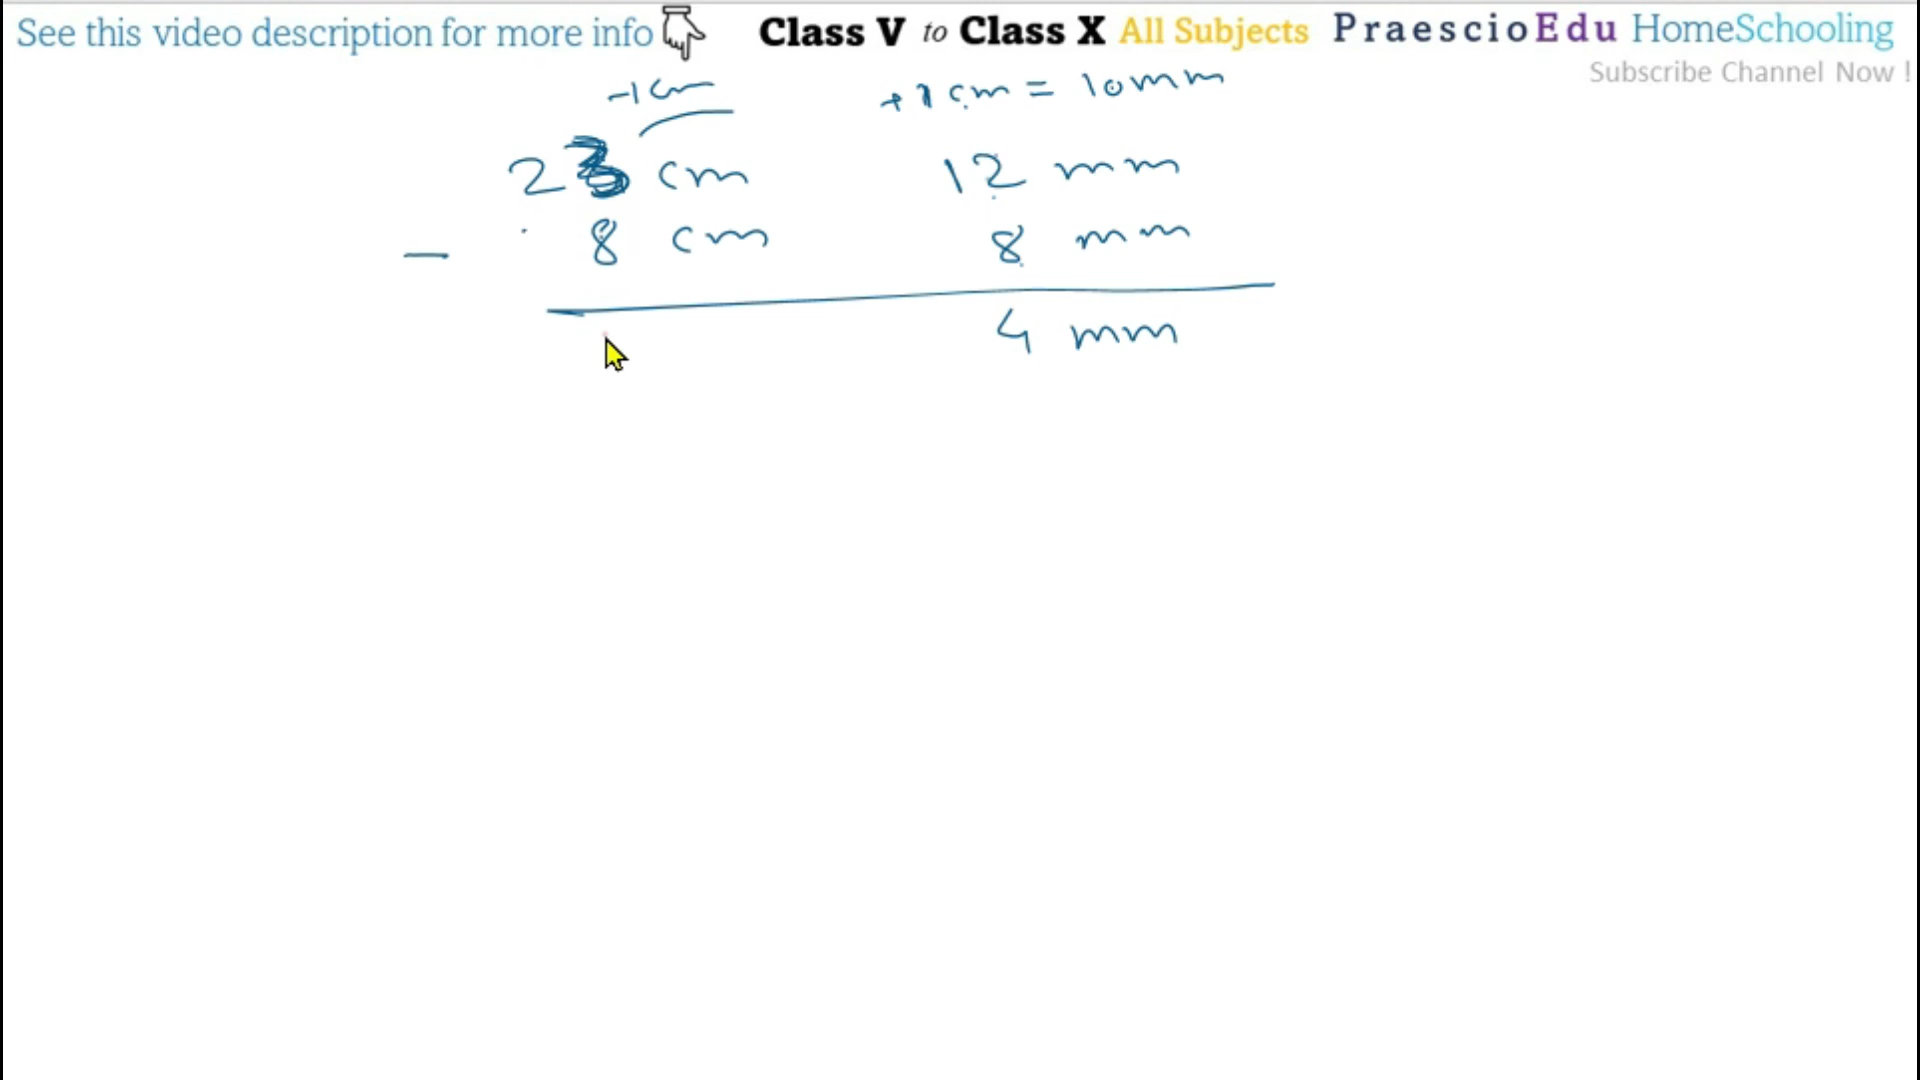 See this video description for more info Class V to Class X All Subjects PraescioEdu HomeSchooling
Subscribe Channel Now !
-1cm +1cm = 10mm
2 cm 12 mm
- 8 cm 8 mm
4 mm